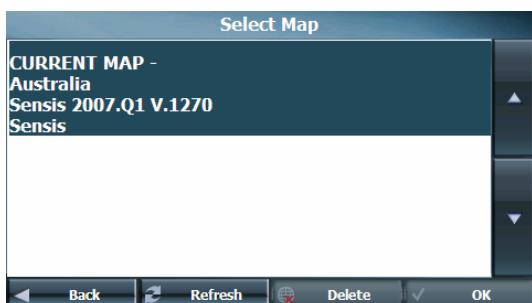 Select Map
CURRENT MAP -
Australia
Sensis 2007.Q1 V.1270
Sensis
Back
Refresh
Delete
OK